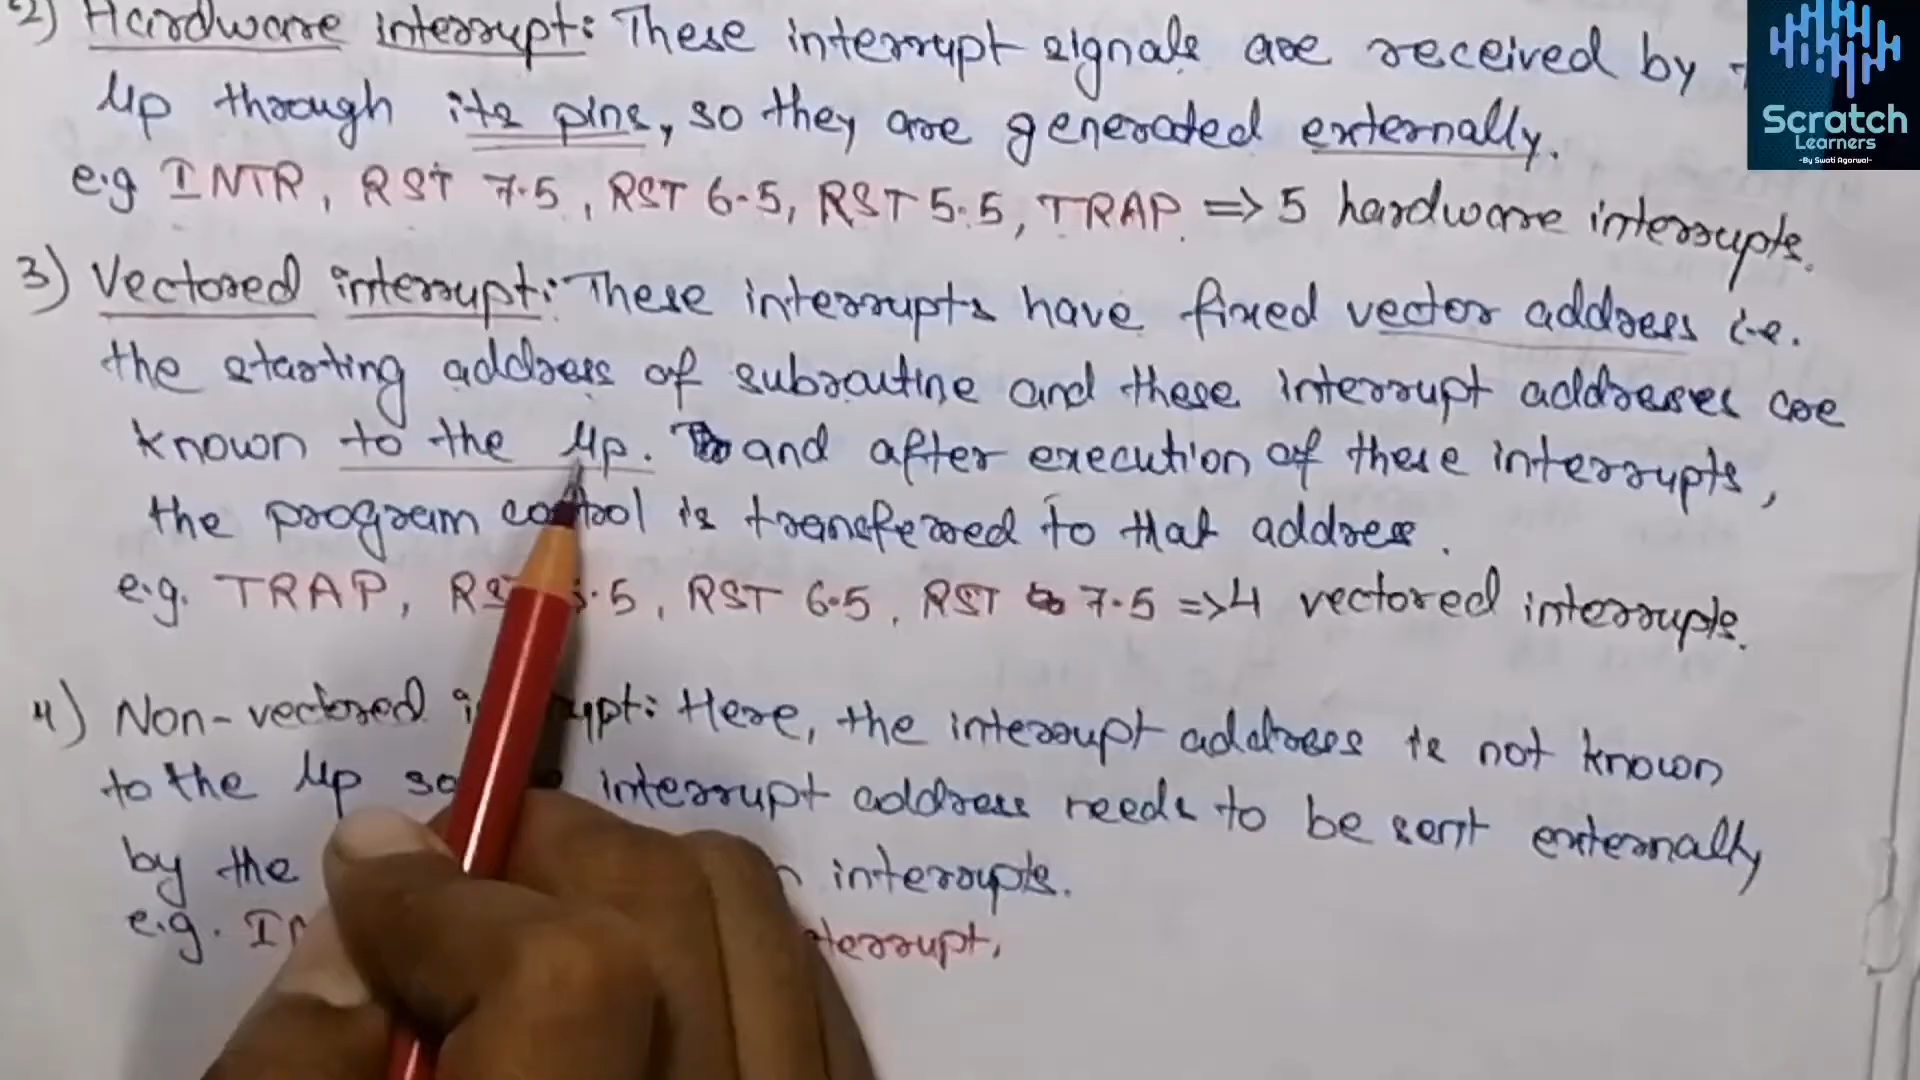 2) Hardware interrupt: These interrupt signals are received by
μp through its pins, so they are generated externally.
e.g INTR, RST 7.5, RST 6.5, RST 5.5, TRAP => 5 hardware interrupts.
3) Vectored interrupt: These interrupts have fixed vector address i.e.
the starting address of subroutine and these interrupt addresses are
known to the μp. and after execution of these interrupts,
the program control is transferred to that address.
e.g. TRAP, RST 5.5, RST 6.5, RST 7.5 => 4 vectored interrupts.
4) Non-vectored interrupt: Here, the interrupt address is not known
to the μp so interrupt address needs to be sent externally
by the interrupts.
e.g. interrupt.
Scratch
Learners
-By Swati Agarwal-